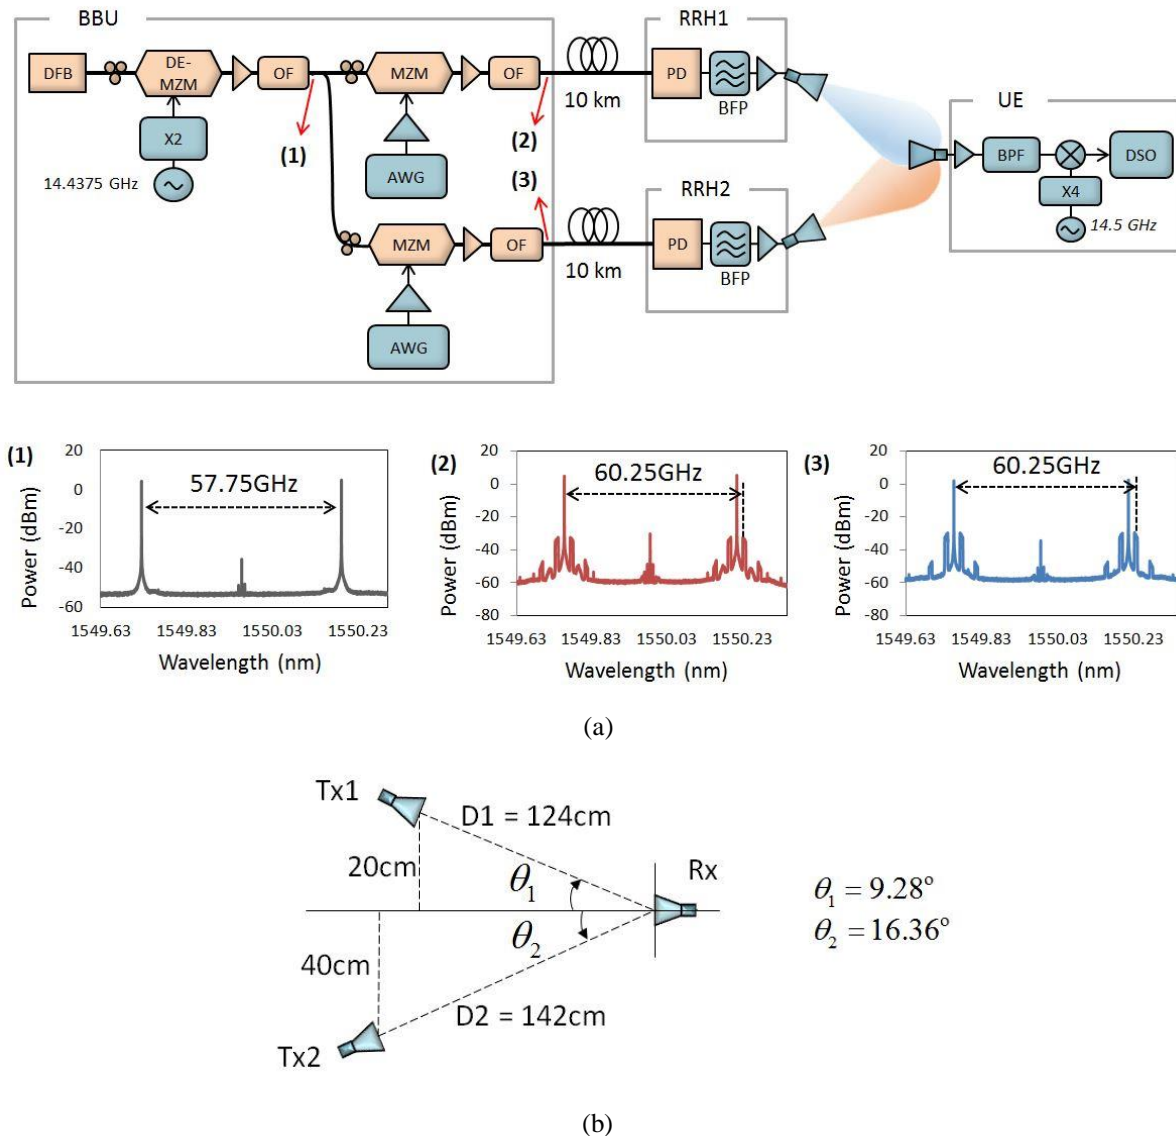 BBU
RRH1
DFB
DE-
MZM
OF
MZM
OF
10 km
PD
BFP
X2
14.4375 GHz
(1)
AWG
(2)
(3)
UE
BPF
DSO
X4
14.5 GHz
RRH2
MZM
OF
10 km
PD
BFP
AWG
(1)
20
0
-20
-40
-60
Power (dBm)
57.75GHz
1549.63 1549.83 1550.03 1550.23
Wavelength (nm)
(2)
20
0
-20
-40
-60
-80
Power (dBm)
60.25GHz
1549.63 1549.83 1550.03 1550.23
Wavelength (nm)
(3)
20
0
-20
-40
-60
-80
Power (dBm)
60.25GHz
1549.63 1549.83 1550.03 1550.23
Wavelength (nm)
(a)
Tx1
D1 = 124cm
20cm
θ1
Rx
θ1 = 9.28°
θ2 = 16.36°
θ2
40cm
D2 = 142cm
Tx2
(b)